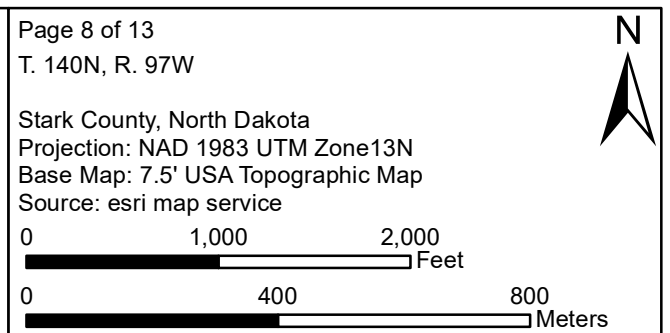 Page 8 of 13
N
T. 140N, R. 97W
Stark County, North Dakota
Projection: NAD 1983 UTM Zone13N
Base Map: 7.5' USA Topographic Map
Source: esri map service
0 1,000 2,000
Feet
0 400 800
Meters